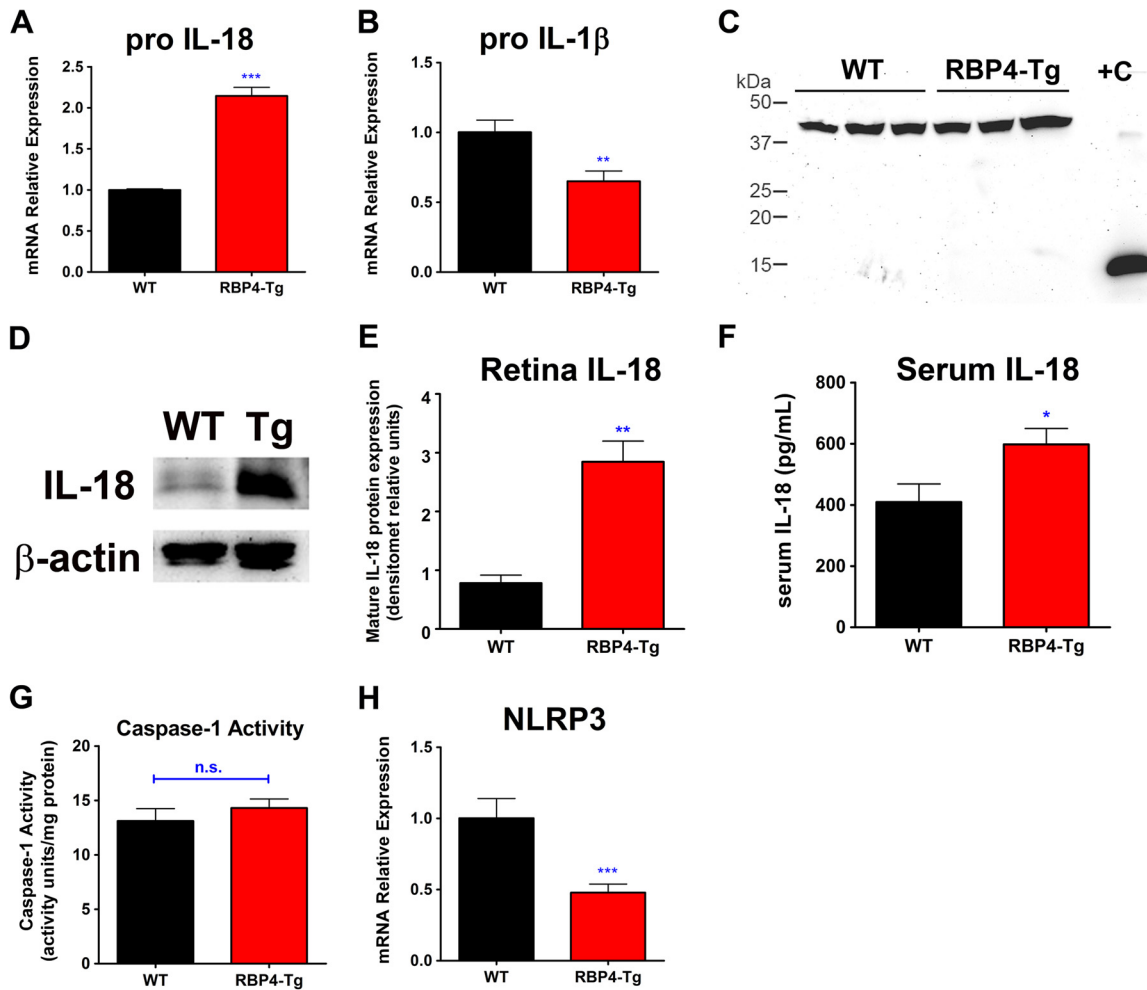 A
pro IL-18
mRNA Relative Expression
2.5
2.0
1.5
1.0
0.5
0.0
***
WT
RBP4-Tg
B
pro IL-1β
mRNA Relative Expression
1.5
1.0
0.5
0.0
**
WT
RBP4-Tg
C
kDa
WT
RBP4-Tg
+C
50
37
25
20
15
D
WT Tg
IL-18
β-actin
E
Retina IL-18
Mature IL-18 protein expression
(densitomet relative units)
4
3
2
1
0
**
WT
RBP4-Tg
F
Serum IL-18
serum IL-18 (pg/mL)
800
600
400
200
0
*
WT
RBP4-Tg
G
Caspase-1 Activity
Caspase-1 Activity
(activity units/mg protein)
20
15
10
5
0
n.s.
WT
RBP4-Tg
H
NLRP3
mRNA Relative Expression
1.5
1.0
0.5
0.0
***
WT
RBP4-Tg